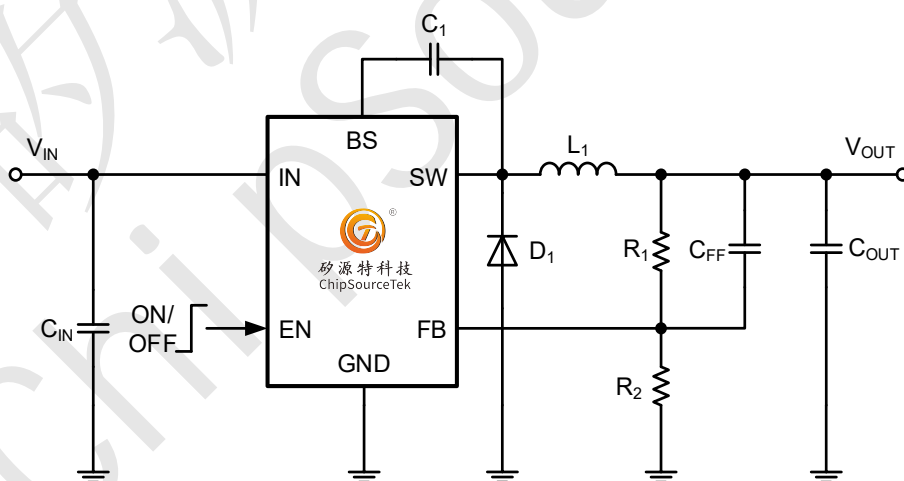 C1
VIN
BS
L1
VOUT
IN
SW
®
矽源特科技
ChipSourceTek
D1
R1
CFF
COUT
CIN
ON/
OFF
EN
FB
GND
R2